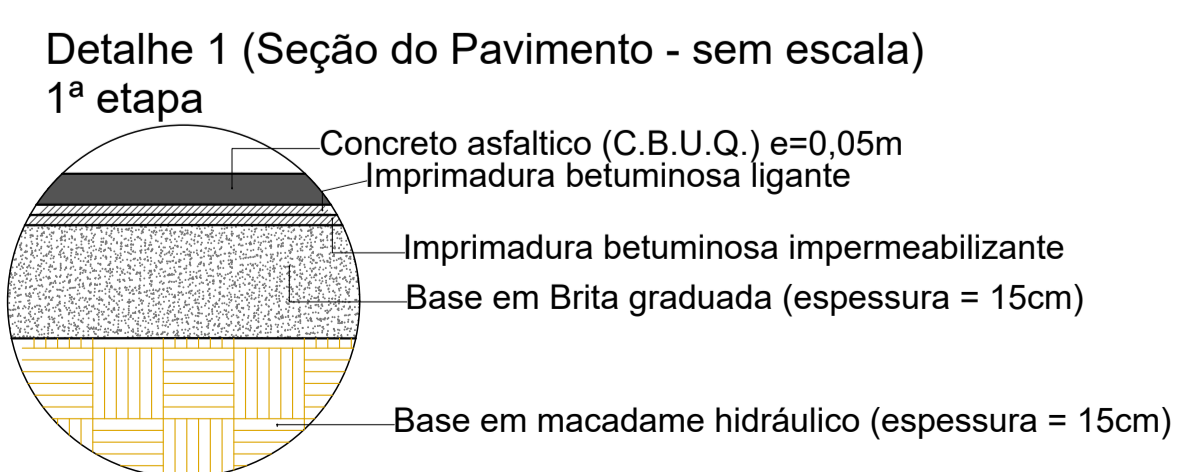 Detalhe 1 (Seção do Pavimento - sem escala)
1ª etapa
Concreto asfaltico (C.B.U.Q.) e=0,05m
Imprimadura betuminosa ligante
Imprimadura betuminosa impermeabilizante
Base em Brita graduada (espessura = 15cm)
Base em macadame hidráulico (espessura = 15cm)